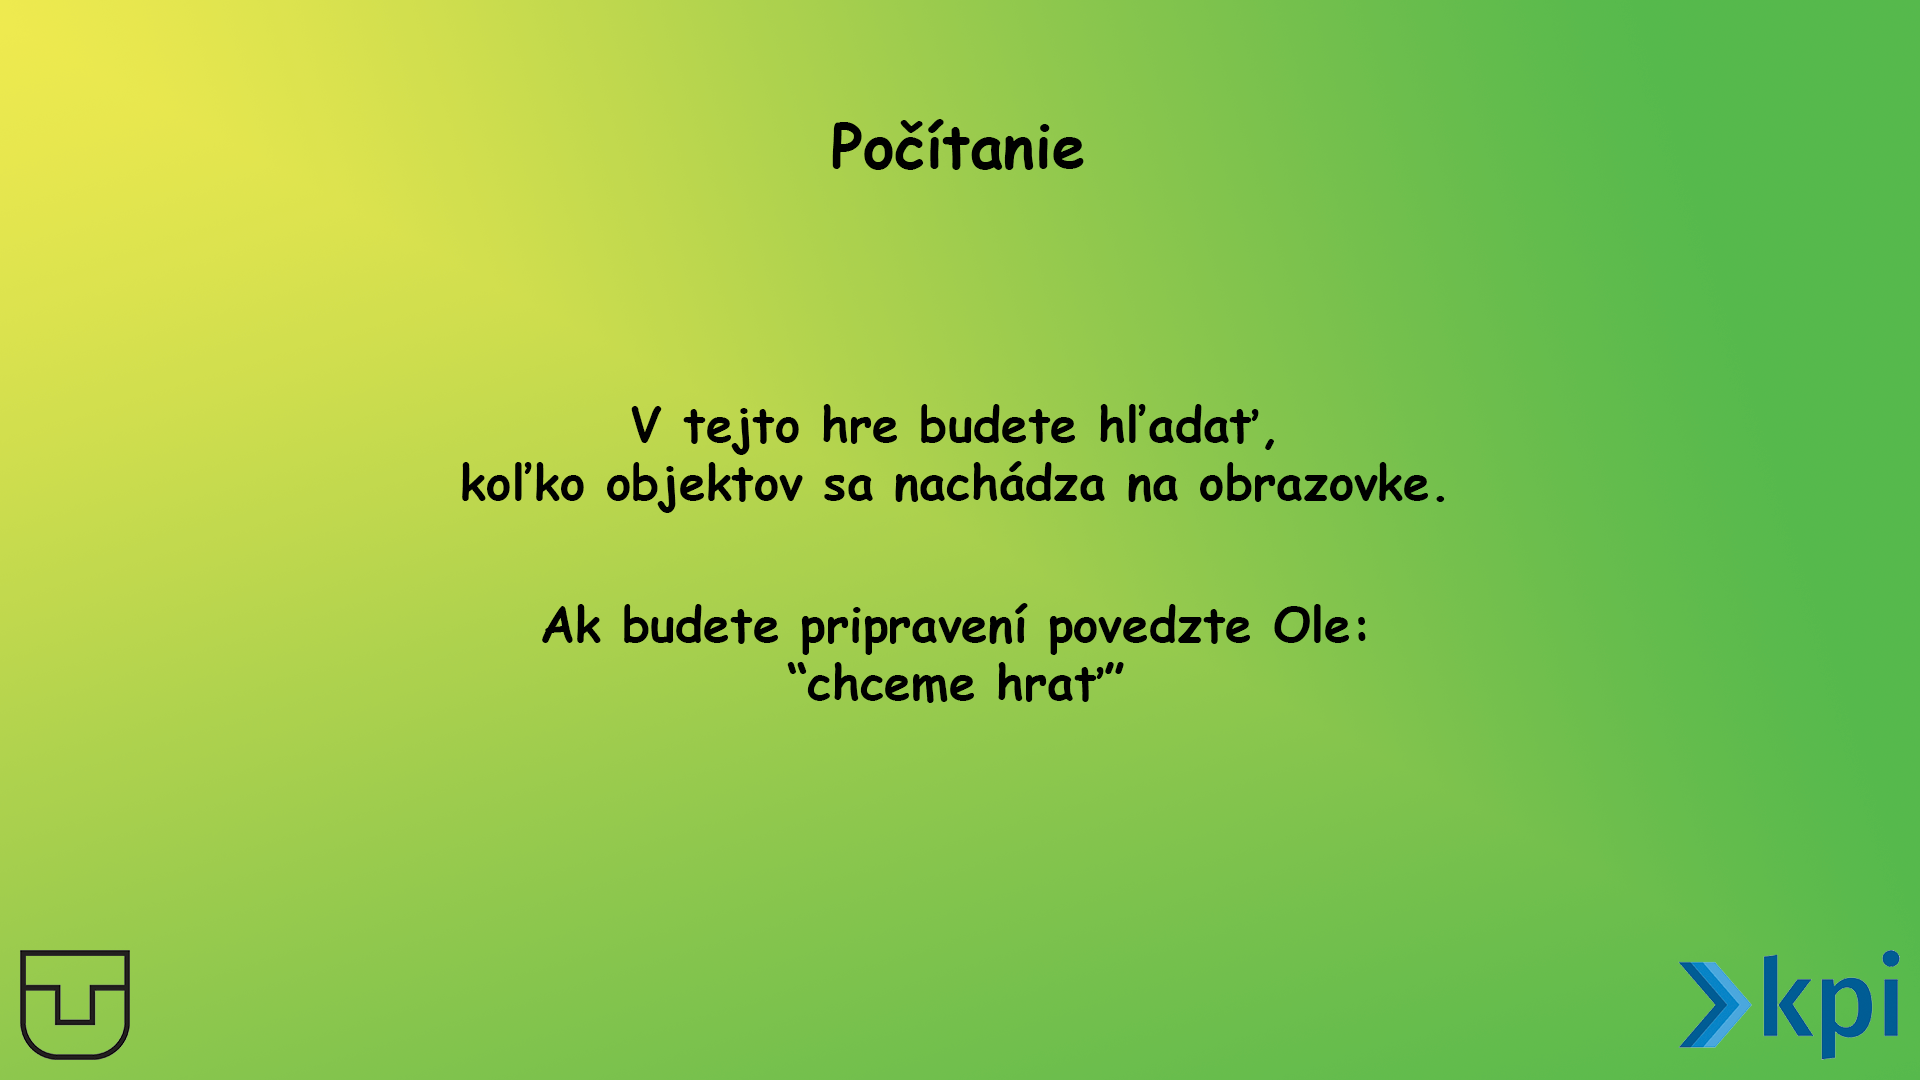 Počítanie
V tejto hre budete hľadať,
koľko objektov sa nachádza na obrazovke.
Ak budete pripravení povedzte Ole:
“chceme hrať”
kpi